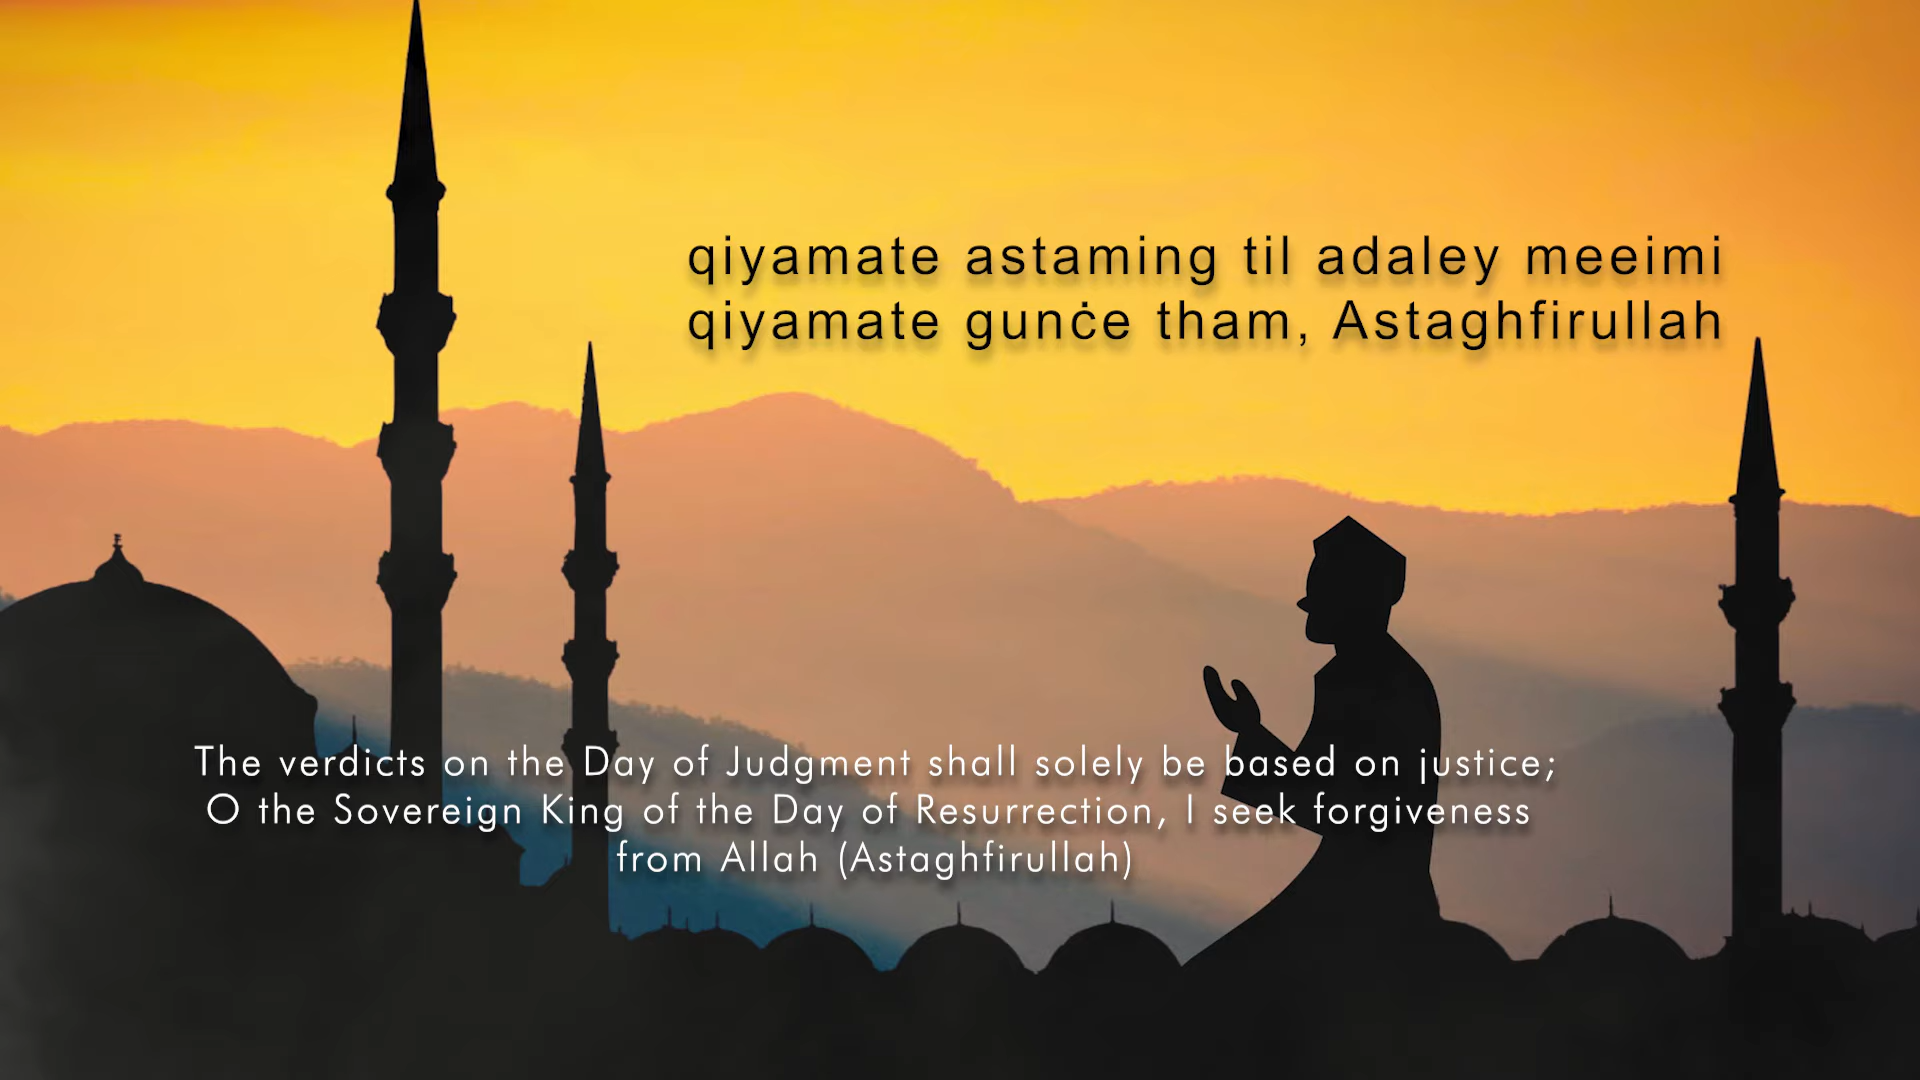 qiyamate astaming til adaley meeimi
qiyamate gunċe tham, Astaghfirullah
The verdicts on the Day of Judgment shall solely be based on justice;
O the Sovereign King of the Day of Resurrection, I seek forgiveness
from Allah (Astaghfirullah)